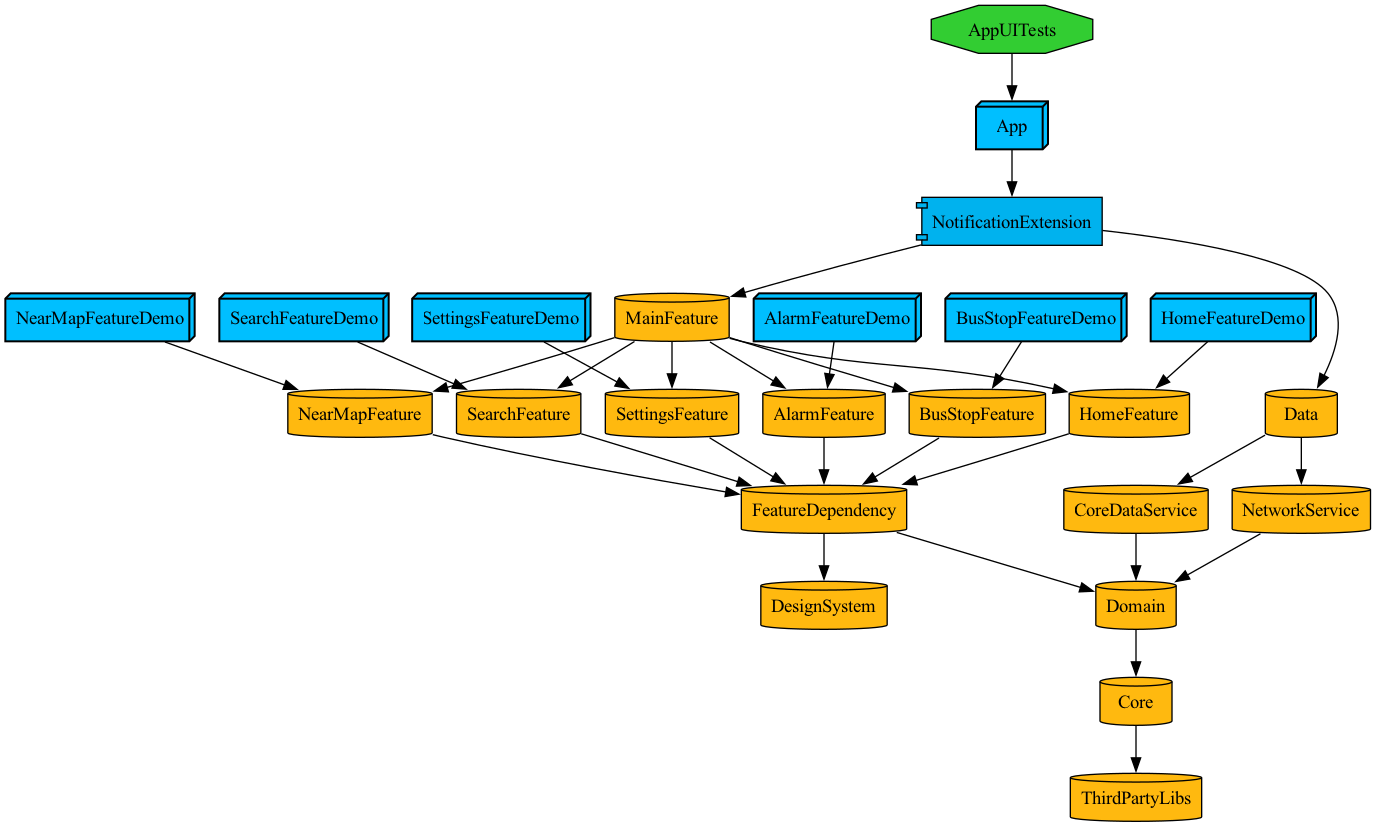 AppUITests
App
NotificationExtension
NearMapFeatureDemo
SearchFeatureDemo
SettingsFeatureDemo
MainFeature
AlarmFeatureDemo
BusStopFeatureDemo
HomeFeatureDemo
NearMapFeature
SearchFeature
SettingsFeature
AlarmFeature
BusStopFeature
HomeFeature
Data
FeatureDependency
CoreDataService
NetworkService
DesignSystem
Domain
Core
ThirdPartyLibs